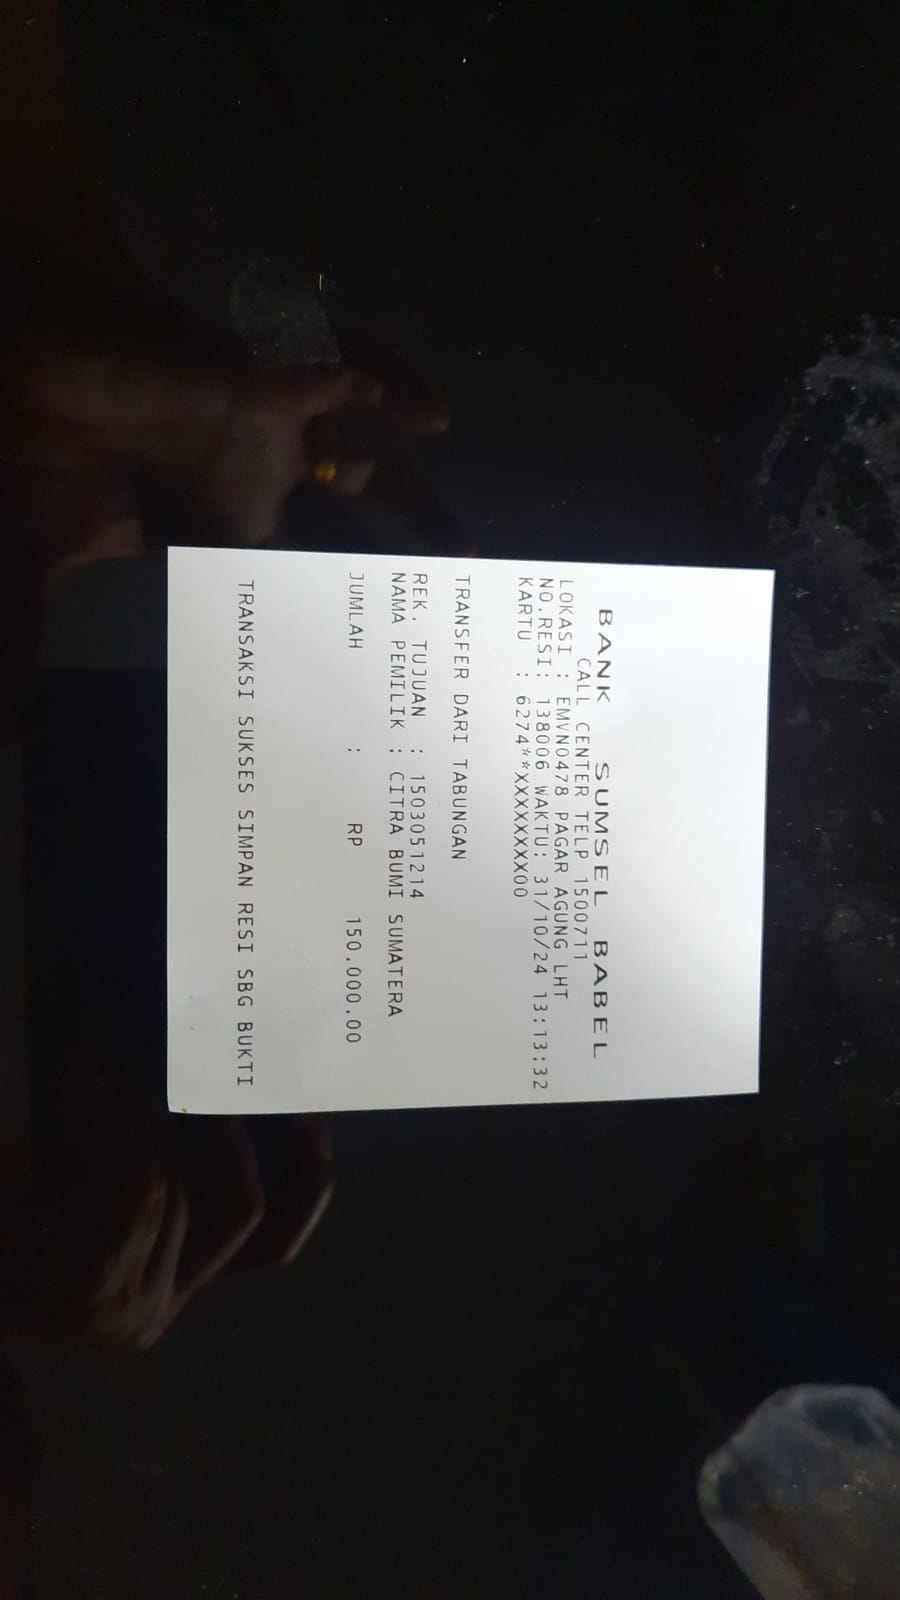 BANK SUMSEL BABEL
CALL CENTER TELP 1500711
LOKASI : EMVN0478 PAGAR AGUNG LHT
NO.RESI: 138006 WAKTU: 31/10/24 13:13:32
KARTU : 6274**XXXXXXXX00
TRANSFER DARI TABUNGAN
REK. TUJUAN : 1503051214
NAMA PEMILIK : CITRA BUMI SUMATERA
JUMLAH : RP 150.000,00
TRANSAKSI SUKSES SIMPAN RESI SBG BUKTI